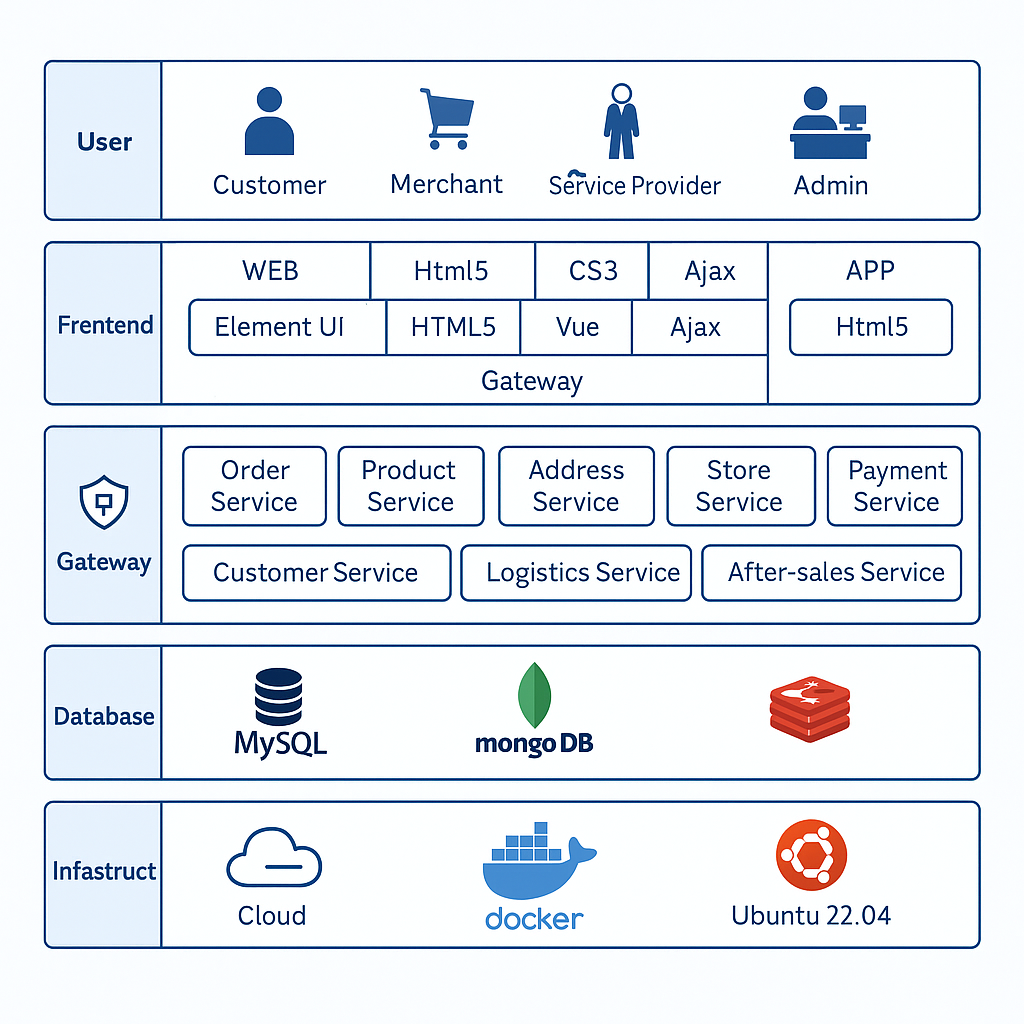 User
Customer
Merchant
Service Provider
Admin
Frentend
WEB
Html5
CS3
Ajax
APP
Element UI
HTML5
Vue
Ajax
Html5
Gateway
Gateway
Order
Service
Product
Service
Address
Service
Store
Service
Payment
Service
Customer Service
Logistics Service
After-sales Service
Database
MySQL
mongoDB
Infastruct
Cloud
docker
Ubuntu 22.04